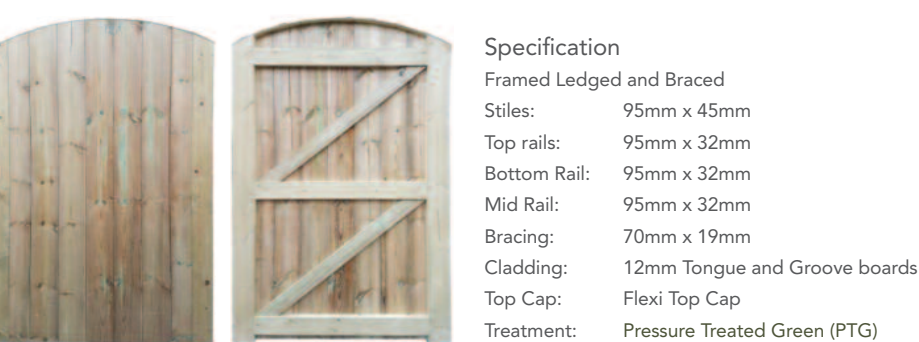 Specification
Framed Ledged and Braced
Stiles: 95mm x 45mm
Top rails: 95mm x 32mm
Bottom Rail: 95mm x 32mm
Mid Rail: 95mm x 32mm
Bracing: 70mm x 19mm
Cladding: 12mm Tongue and Groove boards
Top Cap: Flexi Top Cap
Treatment: Pressure Treated Green (PTG)